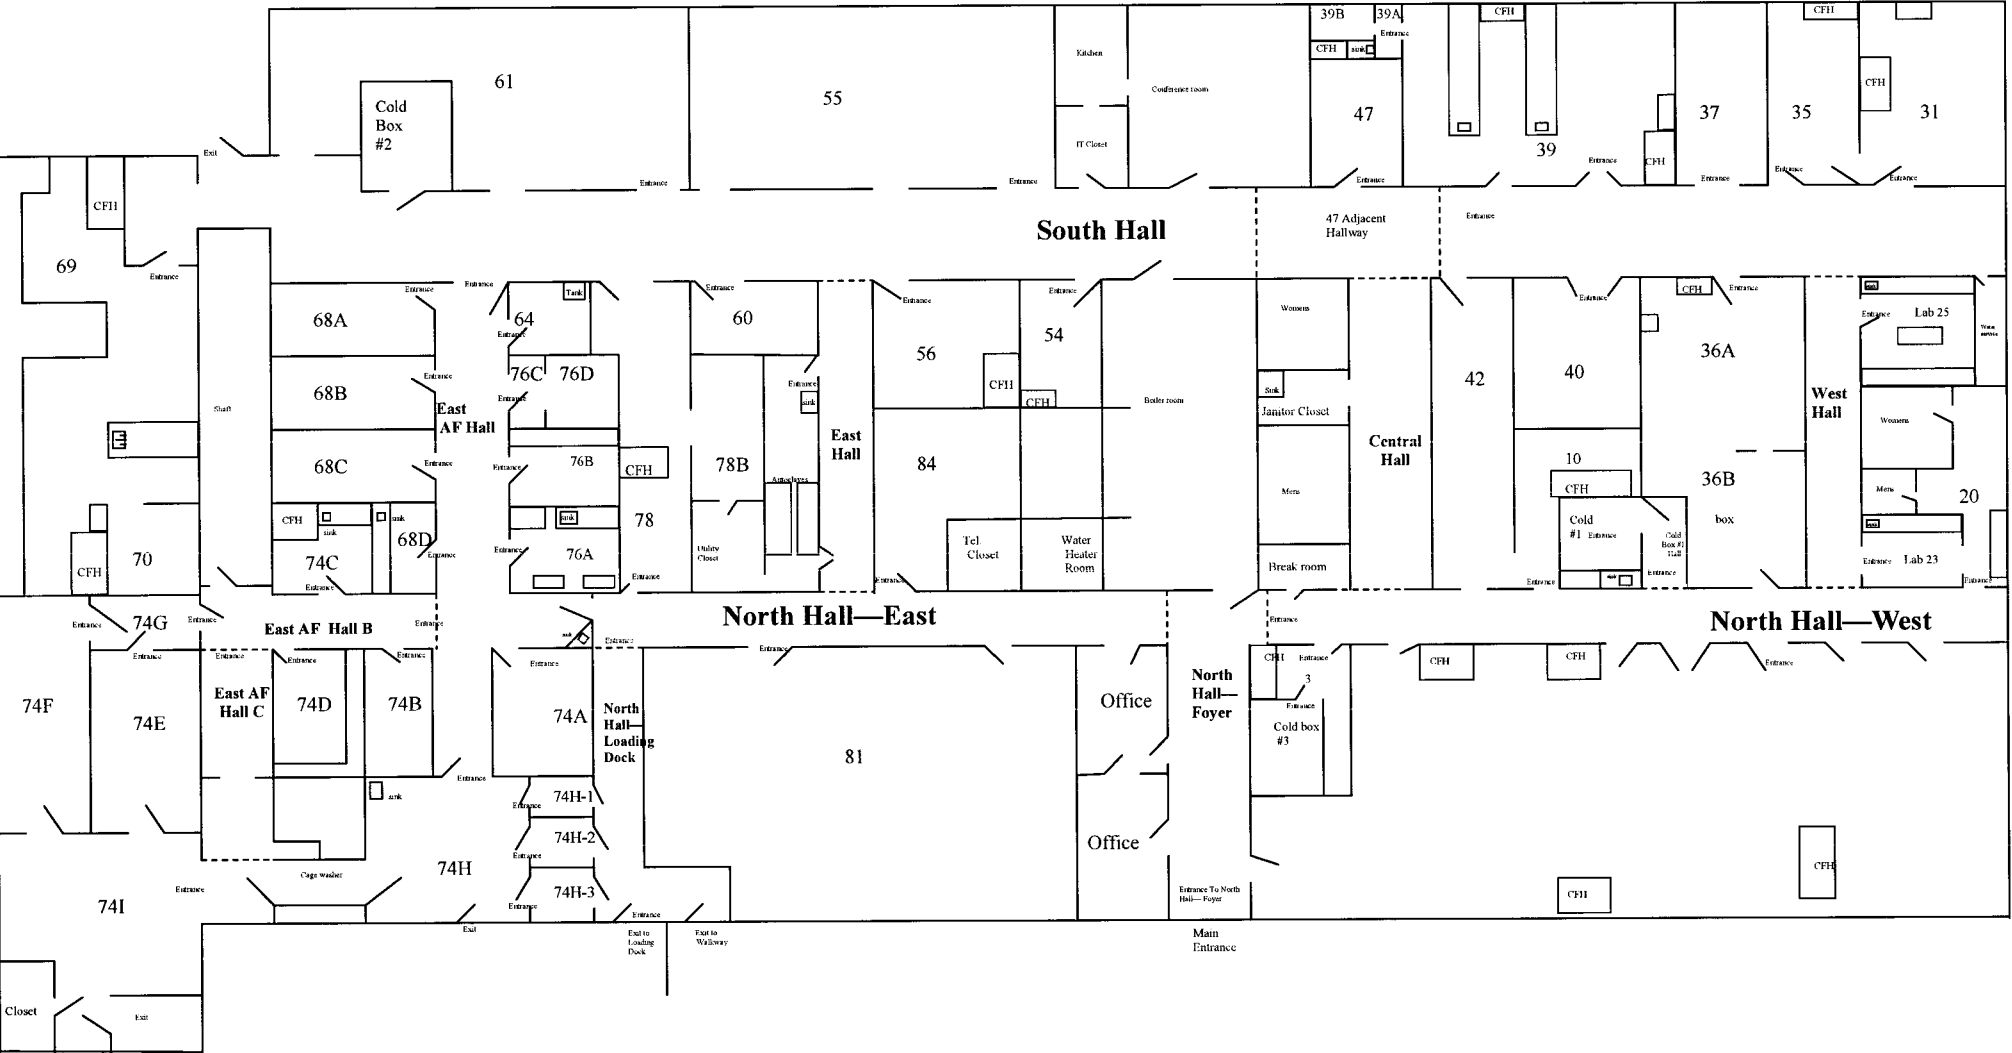 39B
39A
CFH
CFH
Entrance
Kitchen
CFH
sink
61
Conference room
CFH
55
Cold
Box
#2
47
37
35
31
IT Closet
39
Exit
CFH
Entrance
Entrance
Entrance
Entrance
Entrance
Entrance
Entrance
CFH
South Hall
47 Adjacent
Hallway
Entrance
69
Entrance
Entrance
Entrance
Tank
Entrance
Entrance
Entrance
CFH
Entrance
Entrance
sink
68A
64
60
Womens
Lab 25
Entrance
Entrance
54
56
36A
76C
76D
42
40
Entrance
Entrance
CFH
Sink
68B
Entrance
sink
CFH
Boiler room
West
Hall
Shaft
East
AF Hall
Janitor Closet
Womens
East
Hall
Central
Hall
68C
Entrance
Entrance
76B
CFH
78B
84
10
36B
Autoclaves
Mens
CFH
Mens
20
CFH
sink
sink
sink
78
Cold
#1
Entrance
box
sink
68D
Cold
Box #1
Hall
74C
Entrance
76A
Utility
Closet
Tel.
Closet
Water
Heater
Room
70
CFH
Entrance
Entrance
Entrance
Break room
Entrance
sink
Entrance
Entrance
Lab 23
Entrance
74G
Entrance
Entrance
East AF Hall B
Entrance
North Hall—East
Entrance
North Hall—West
sink
Entrance
Entrance
Entrance
Entrance
Entrance
Entrance
Entrance
CFH
Entrance
CFH
CFH
Entrance
74F
74E
East AF
Hall C
74D
74B
74A
North
Hall—
Loading
Dock
Office
North
Hall—
Foyer
3
Entrance
Cold box
#3
81
Entrance
sink
74H-1
Entrance
74H-2
Entrance
Office
74H
Cage washer
CFH
Entrance
74H-3
Entrance To North
Hall— Foyer
CFH
74I
Entrance
Entrance
Exit
Exit to
Loading
Dock
Exit to
Walkway
Main
Entrance
Closet
Exit